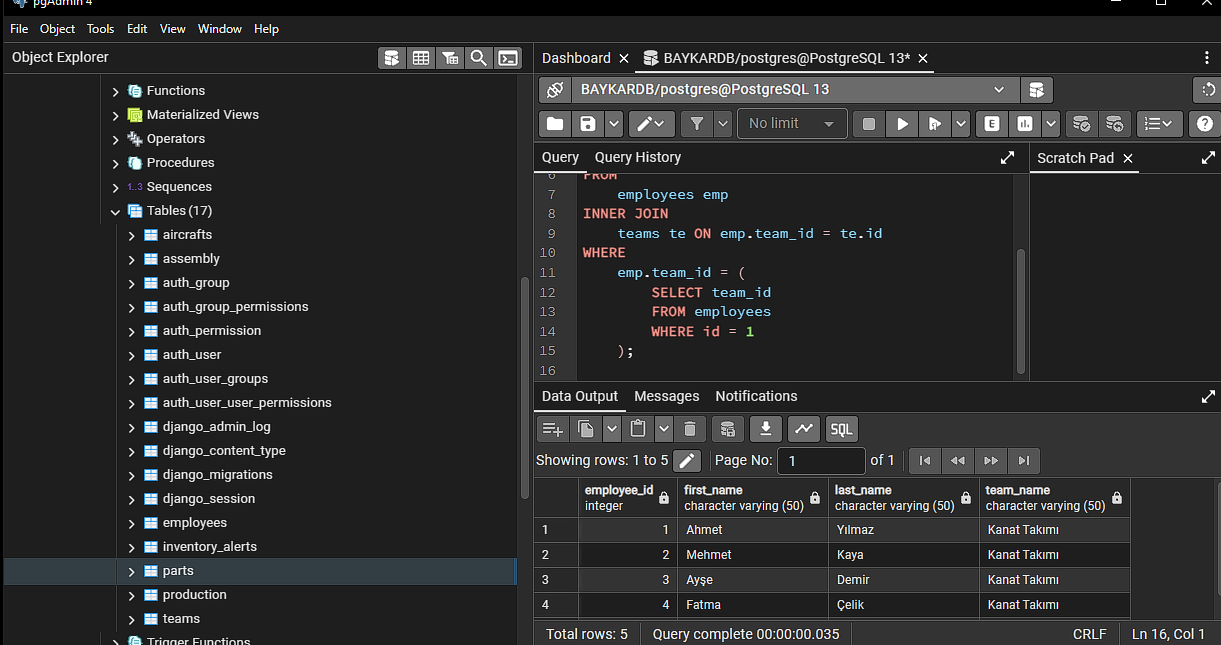 pgAdmin 4
File Object Tools Edit View Window Help
Object Explorer
Functions
Materialized Views
Operators
Procedures
1..3 Sequences
Tables (17)
aircrafts
assembly
auth_group
auth_group_permissions
auth_permission
auth_user
auth_user_groups
auth_user_user_permissions
django_admin_log
django_content_type
django_migrations
django_session
employees
inventory_alerts
parts
production
teams
Trigger Functions
Dashboard BAYKARDB/postgres@PostgreSQL 13*
BAYKARDB/postgres@PostgreSQL 13
No limit E
Query Query History
Scratch Pad
6 FROM
7 employees emp
8 INNER JOIN
9 teams te ON emp.team_id = te.id
10 WHERE
11 emp.team_id = (
12 SELECT team_id
13 FROM employees
14 WHERE id = 1
15 );
16
Data Output Messages Notifications
SQL
Showing rows: 1 to 5 Page No: 1 of 1
employee_id first_name last_name team_name
integer character varying (50) character varying (50) character varying (50)
1 1 Ahmet Yılmaz Kanat Takımı
2 2 Mehmet Kaya Kanat Takımı
3 3 Ayşe Demir Kanat Takımı
4 4 Fatma Çelik Kanat Takımı
Total rows: 5 Query complete 00:00:00.035 CRLF Ln 16, Col 1